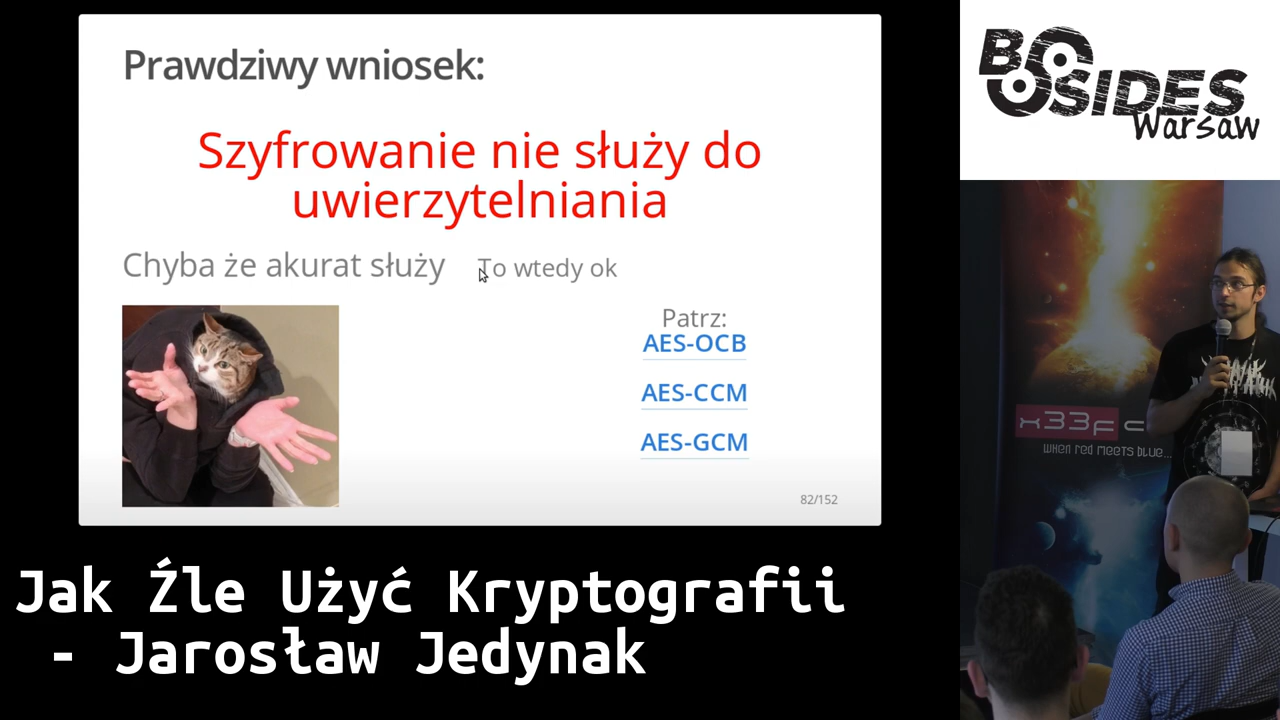 Prawdziwy wniosek:
Szyfrowanie nie służy do
uwierzytelniania
Chyba że akurat służy To wtedy ok
Patrz:
AES-OCB
AES-CCM
AES-GCM
82/152
Jak Źle Użyć Kryptografii
- Jarosław Jedynak
BSIDES
Warsaw
x33f
When red meets blue...